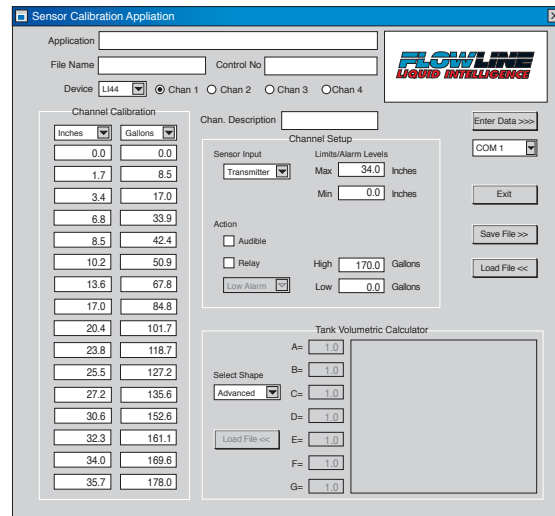 Sensor Calibration Appliation
Application
File Name
Control No
FLOWLINE
LIQUID INTELLIGENCE
Device LI44 Chan 1 Chan 2 Chan 3 Chan 4
Channel Calibration
Inches Gallons
0.0 0.0
1.7 8.5
3.4 17.0
6.8 33.9
8.5 42.4
10.2 50.9
13.6 67.8
17.0 84.8
20.4 101.7
23.8 118.7
25.5 127.2
27.2 135.6
30.6 152.6
32.3 161.1
34.0 169.6
35.7 178.0
Chan. Description
Channel Setup
Sensor Input
Transmitter
Limits/Alarm Levels
Max 34.0 Inches
Min 0.0 Inches
Action
Audible
Relay
Low Alarm
High 170.0 Gallons
Low 0.0 Gallons
Enter Data >>>
COM 1
Exit
Save File >>
Load File <<
Tank Volumetric Calculator
Select Shape
Advanced
Load File <<
A= 1.0
B= 1.0
C= 1.0
D= 1.0
E= 1.0
F= 1.0
G= 1.0